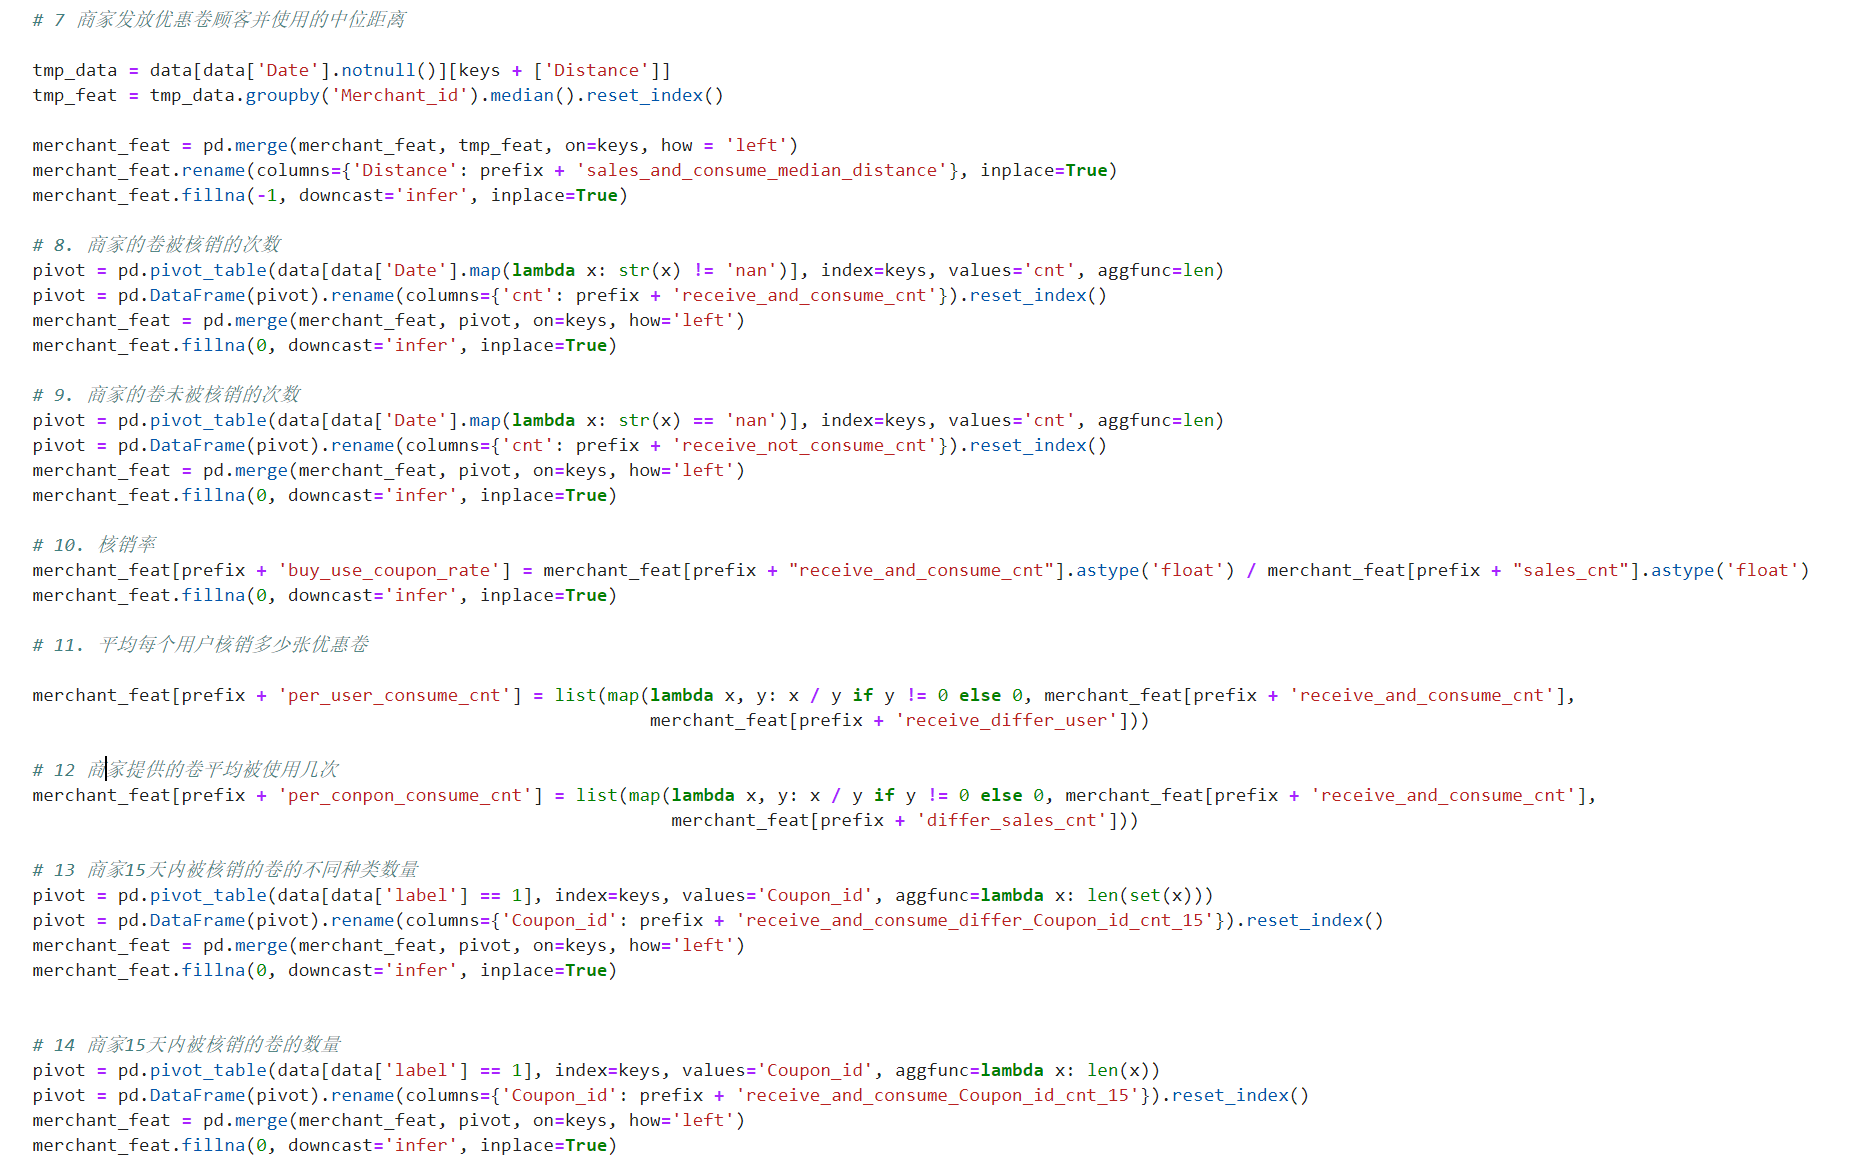 # 7 商家发放优惠卷顾客并使用的中位距离
tmp_data = data[data['Date'].notnull()][keys + ['Distance']]
tmp_feat = tmp_data.groupby('Merchant_id').median().reset_index()
merchant_feat = pd.merge(merchant_feat, tmp_feat, on=keys, how = 'left')
merchant_feat.rename(columns={'Distance': prefix + 'sales_and_consume_median_distance'}, inplace=True)
merchant_feat.fillna(-1, downcast='infer', inplace=True)
# 8. 商家的卷被核销的次数
pivot = pd.pivot_table(data[data['Date'].map(lambda x: str(x) != 'nan')], index=keys, values='cnt', aggfunc=len)
pivot = pd.DataFrame(pivot).rename(columns={'cnt': prefix + 'receive_and_consume_cnt'}).reset_index()
merchant_feat = pd.merge(merchant_feat, pivot, on=keys, how='left')
merchant_feat.fillna(0, downcast='infer', inplace=True)
# 9. 商家的卷未被核销的次数
pivot = pd.pivot_table(data[data['Date'].map(lambda x: str(x) == 'nan')], index=keys, values='cnt', aggfunc=len)
pivot = pd.DataFrame(pivot).rename(columns={'cnt': prefix + 'receive_not_consume_cnt'}).reset_index()
merchant_feat = pd.merge(merchant_feat, pivot, on=keys, how='left')
merchant_feat.fillna(0, downcast='infer', inplace=True)
# 10. 核销率
merchant_feat[prefix + 'buy_use_coupon_rate'] = merchant_feat[prefix + "receive_and_consume_cnt"].astype('float') / merchant_feat[prefix + "sales_cnt"].astype('float')
merchant_feat.fillna(0, downcast='infer', inplace=True)
# 11. 平均每个用户核销多少张优惠卷
merchant_feat[prefix + 'per_user_consume_cnt'] = list(map(lambda x, y: x / y if y != 0 else 0, merchant_feat[prefix + 'receive_and_consume_cnt'],
merchant_feat[prefix + 'receive_differ_user']))
# 12 商家提供的卷平均被使用几次
merchant_feat[prefix + 'per_conpon_consume_cnt'] = list(map(lambda x, y: x / y if y != 0 else 0, merchant_feat[prefix + 'receive_and_consume_cnt'],
merchant_feat[prefix + 'differ_sales_cnt']))
# 13 商家15天内被核销的卷的不同种类数量
pivot = pd.pivot_table(data[data['label'] == 1], index=keys, values='Coupon_id', aggfunc=lambda x: len(set(x)))
pivot = pd.DataFrame(pivot).rename(columns={'Coupon_id': prefix + 'receive_and_consume_differ_Coupon_id_cnt_15'}).reset_index()
merchant_feat = pd.merge(merchant_feat, pivot, on=keys, how='left')
merchant_feat.fillna(0, downcast='infer', inplace=True)
# 14 商家15天内被核销的卷的数量
pivot = pd.pivot_table(data[data['label'] == 1], index=keys, values='Coupon_id', aggfunc=lambda x: len(x))
pivot = pd.DataFrame(pivot).rename(columns={'Coupon_id': prefix + 'receive_and_consume_Coupon_id_cnt_15'}).reset_index()
merchant_feat = pd.merge(merchant_feat, pivot, on=keys, how='left')
merchant_feat.fillna(0, downcast='infer', inplace=True)